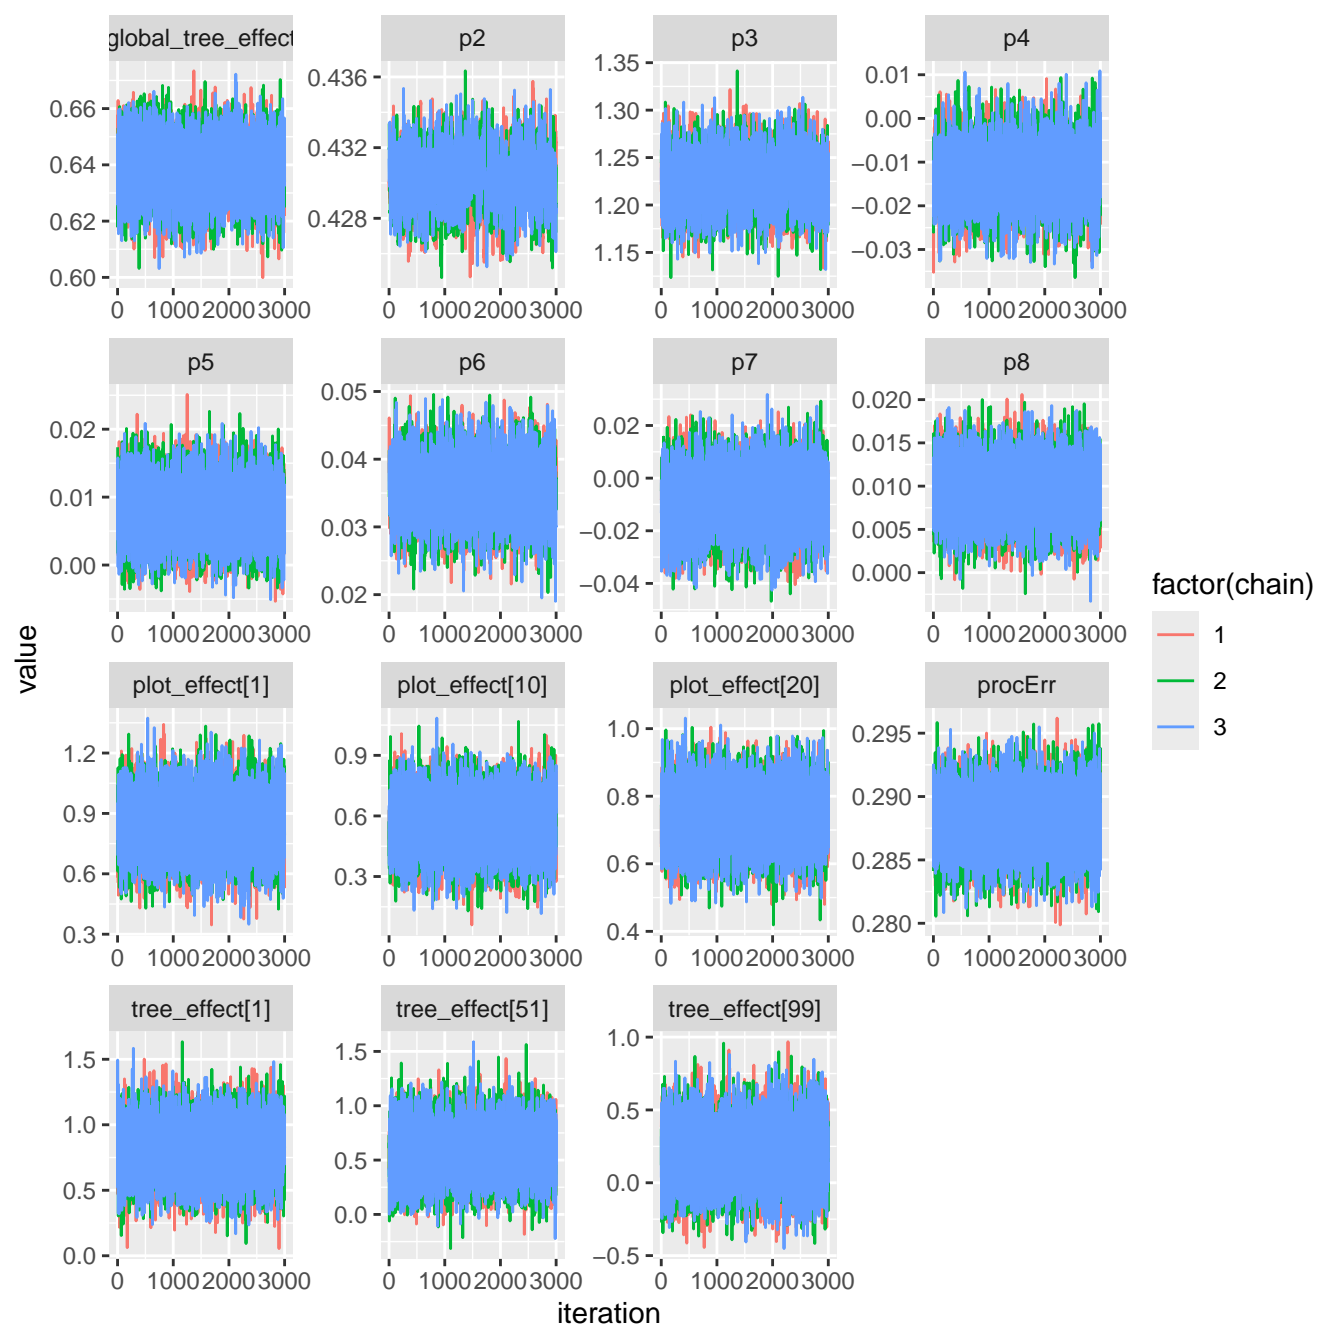 global_tree_effect
p2
p3
p4
0.66
0.64
0.62
0.60
0.436
0.432
0.428
1.35
1.30
1.25
1.20
1.15
0.01
0.00
−0.01
−0.02
−0.03
0 1000 2000 3000
0 1000 2000 3000
0 1000 2000 3000
0 1000 2000 3000
p5
p6
p7
p8
0.02
0.01
0.00
0.05
0.04
0.03
0.02
0.02
0.00
−0.02
−0.04
0.020
0.015
0.010
0.005
0.000
0 1000 2000 3000
0 1000 2000 3000
0 1000 2000 3000
0 1000 2000 3000
plot_effect[1]
plot_effect[10]
plot_effect[20]
procErr
1.2
0.9
0.6
0.3
0.9
0.6
0.3
1.0
0.8
0.6
0.4
0.295
0.290
0.285
0.280
0 1000 2000 3000
0 1000 2000 3000
0 1000 2000 3000
0 1000 2000 3000
tree_effect[1]
tree_effect[51]
tree_effect[99]
1.5
1.0
0.5
0.0
1.5
1.0
0.5
0.0
1.0
0.5
0.0
−0.5
0 1000 2000 3000
0 1000 2000 3000
0 1000 2000 3000
iteration
value
factor(chain)
1
2
3